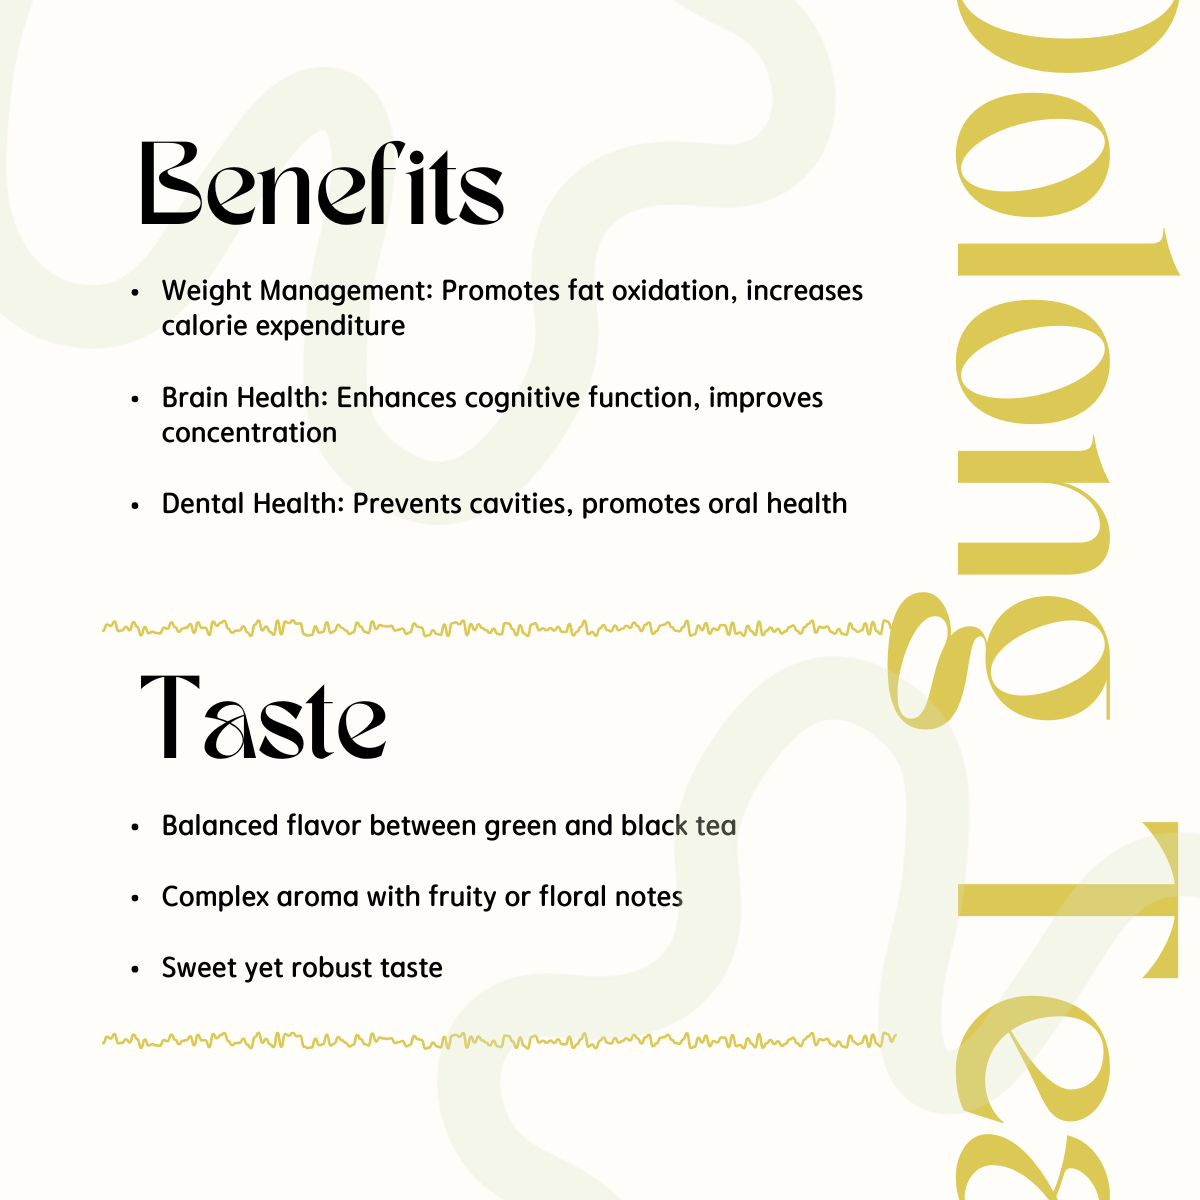 Benefits
• Weight Management: Promotes fat oxidation, increases
calorie expenditure
• Brain Health: Enhances cognitive function, improves
concentration
• Dental Health: Prevents cavities, promotes oral health
Taste
• Balanced flavor between green and black tea
• Complex aroma with fruity or floral notes
• Sweet yet robust taste
Oolong Tea